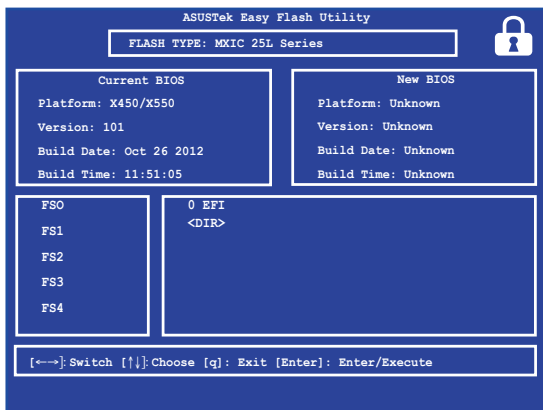 ASUSTek Easy Flash Utility
FLASH TYPE: MXIC 25L Series
Current BIOS
Platform: X450/X550
Version: 101
Build Date: Oct 26 2012
Build Time: 11:51:05
New BIOS
Platform: Unknown
Version: Unknown
Build Date: Unknown
Build Time: Unknown
FSO
FS1
FS2
FS3
FS4
0 EFI
<DIR>
[←→]: Switch [↑↓]: Choose [q]: Exit [Enter]: Enter/Execute